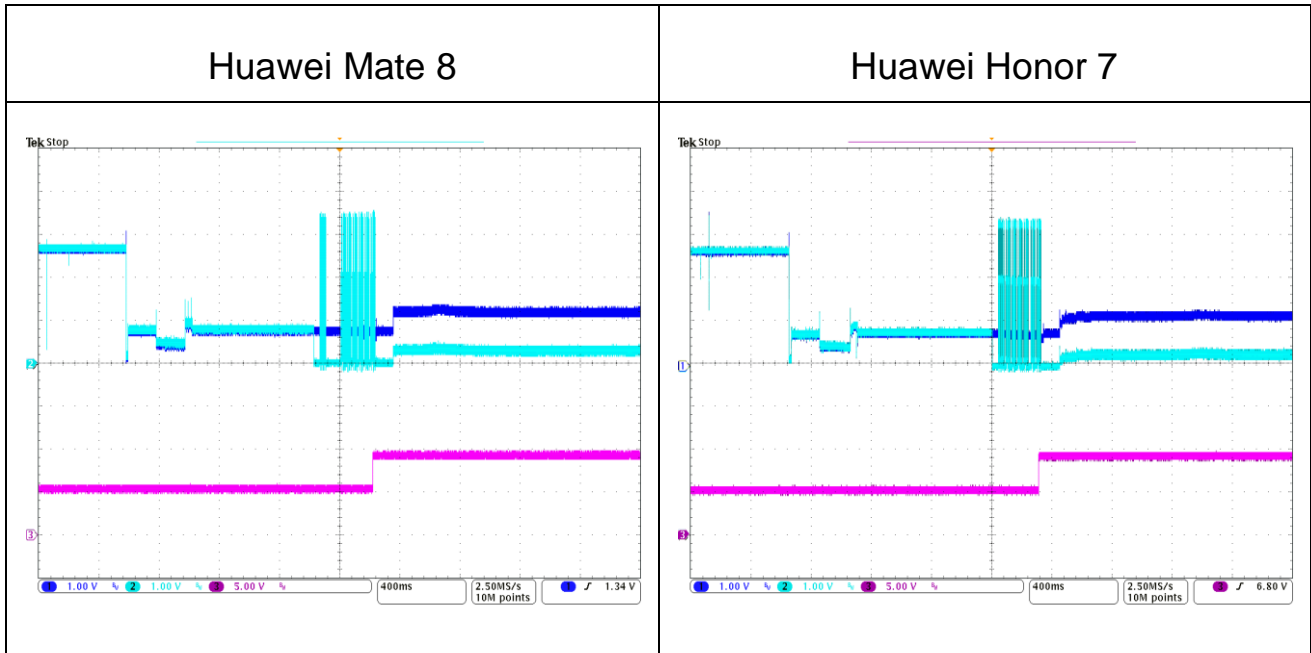 Huawei Mate 8
Huawei Honor 7
Tek Stop
2
3
1 1.00 V 2 1.00 V 3 5.00 V
400ms
2.50MS/s
10M points
1 1.34 V
Tek Stop
1
3
1 1.00 V 2 1.00 V 3 5.00 V
400ms
2.50MS/s
10M points
3 6.80 V